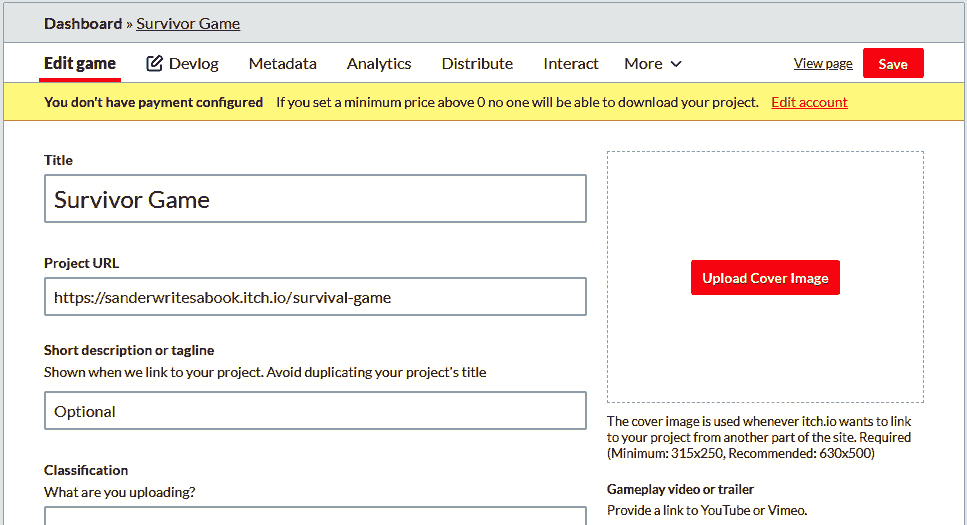 Dashboard » Survivor Game
Edit game Devlog Metadata Analytics Distribute Interact More View page Save
You don't have payment configured If you set a minimum price above 0 no one will be able to download your project. Edit account
Title
Survivor Game
Project URL
https://sanderwritesabook.itch.io/survival-game
Short description or tagline
Shown when we link to your project. Avoid duplicating your project's title
Optional
Classification
What are you uploading?
Upload Cover Image
The cover image is used whenever itch.io wants to link
to your project from another part of the site. Required
(Minimum: 315x250, Recommended: 630x500)
Gameplay video or trailer
Provide a link to YouTube or Vimeo.